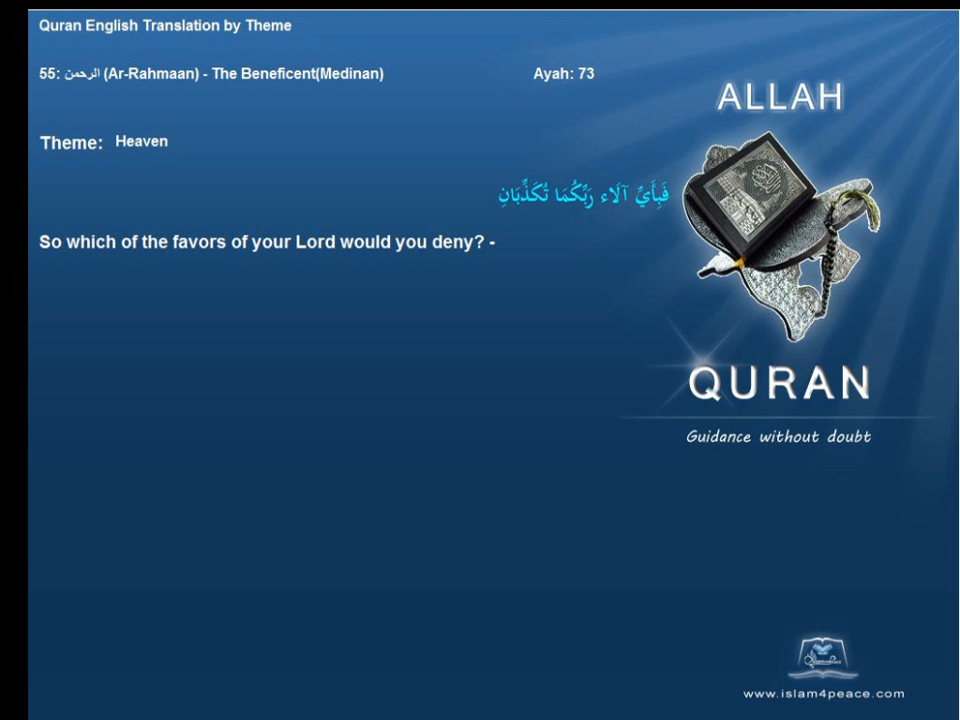 Quran English Translation by Theme
55: الرحمن (Ar-Rahmaan) - The Beneficent(Medinan) Ayah: 73
ALLAH
Theme: Heaven
فَبِأَيِّ آلَاء رَبِّكُمَا تُكَذِّبَانِ
So which of the favors of your Lord would you deny? -
QURAN
Guidance without doubt
www.islam4peace.com